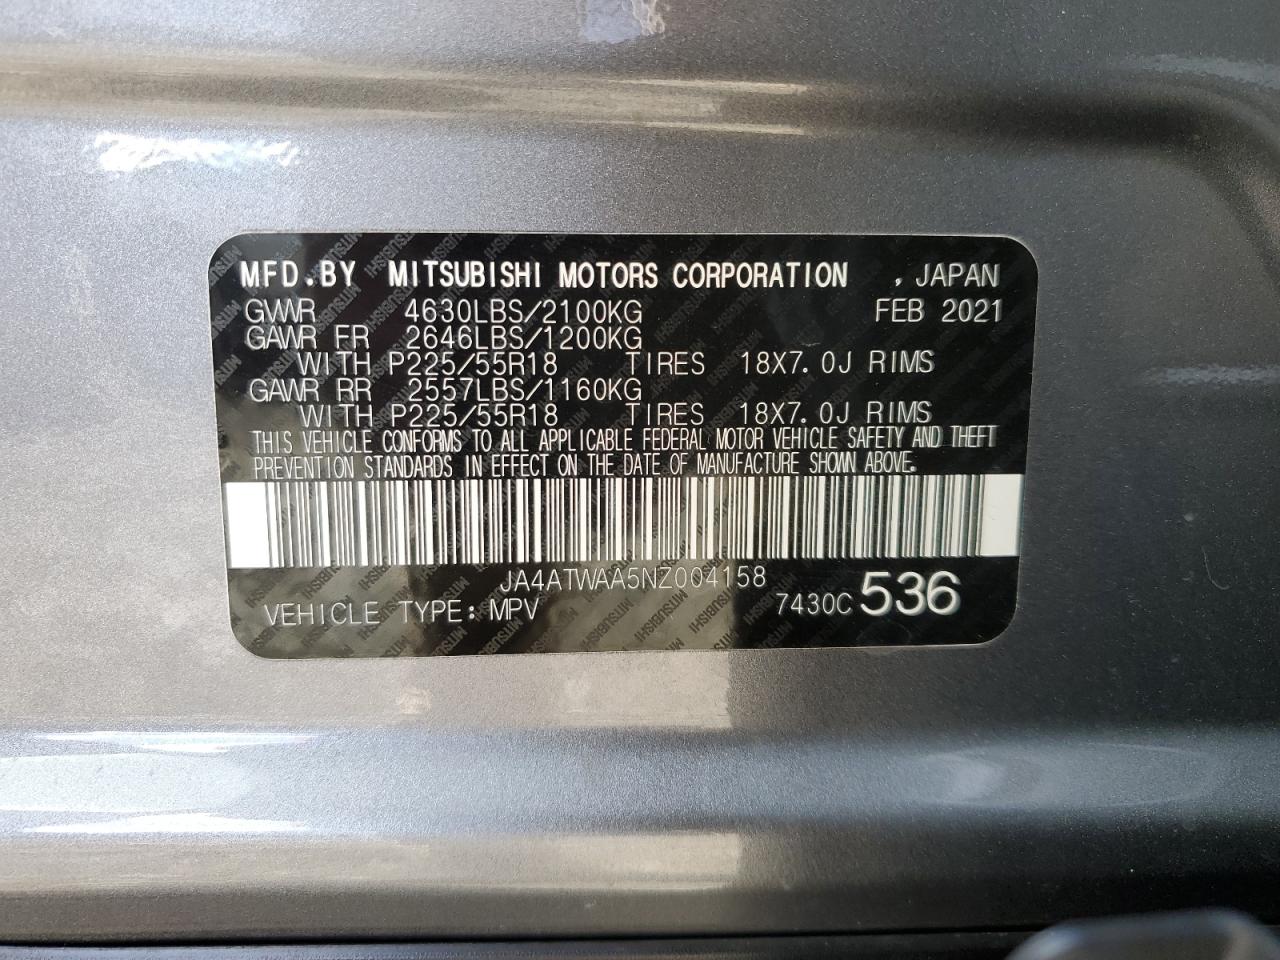 MFD.BY MITSUBISHI MOTORS CORPORATION , JAPAN
GVWR 4630LBS/2100KG FEB 2021
GAWR FR 2646LBS/1200KG
WITH P225/55R18 TIRES 18X7.0J RIMS
GAWR RR 2557LBS/1160KG
WITH P225/55R18 TIRES 18X7.0J RIMS
THIS VEHICLE CONFORMS TO ALL APPLICABLE FEDERAL MOTOR VEHICLE SAFETY AND THEFT
PREVENTION STANDARDS IN EFFECT ON THE DATE OF MANUFACTURE SHOWN ABOVE.
JA4ATWAA5NZ004158
VEHICLE TYPE: MPV 7430C 536